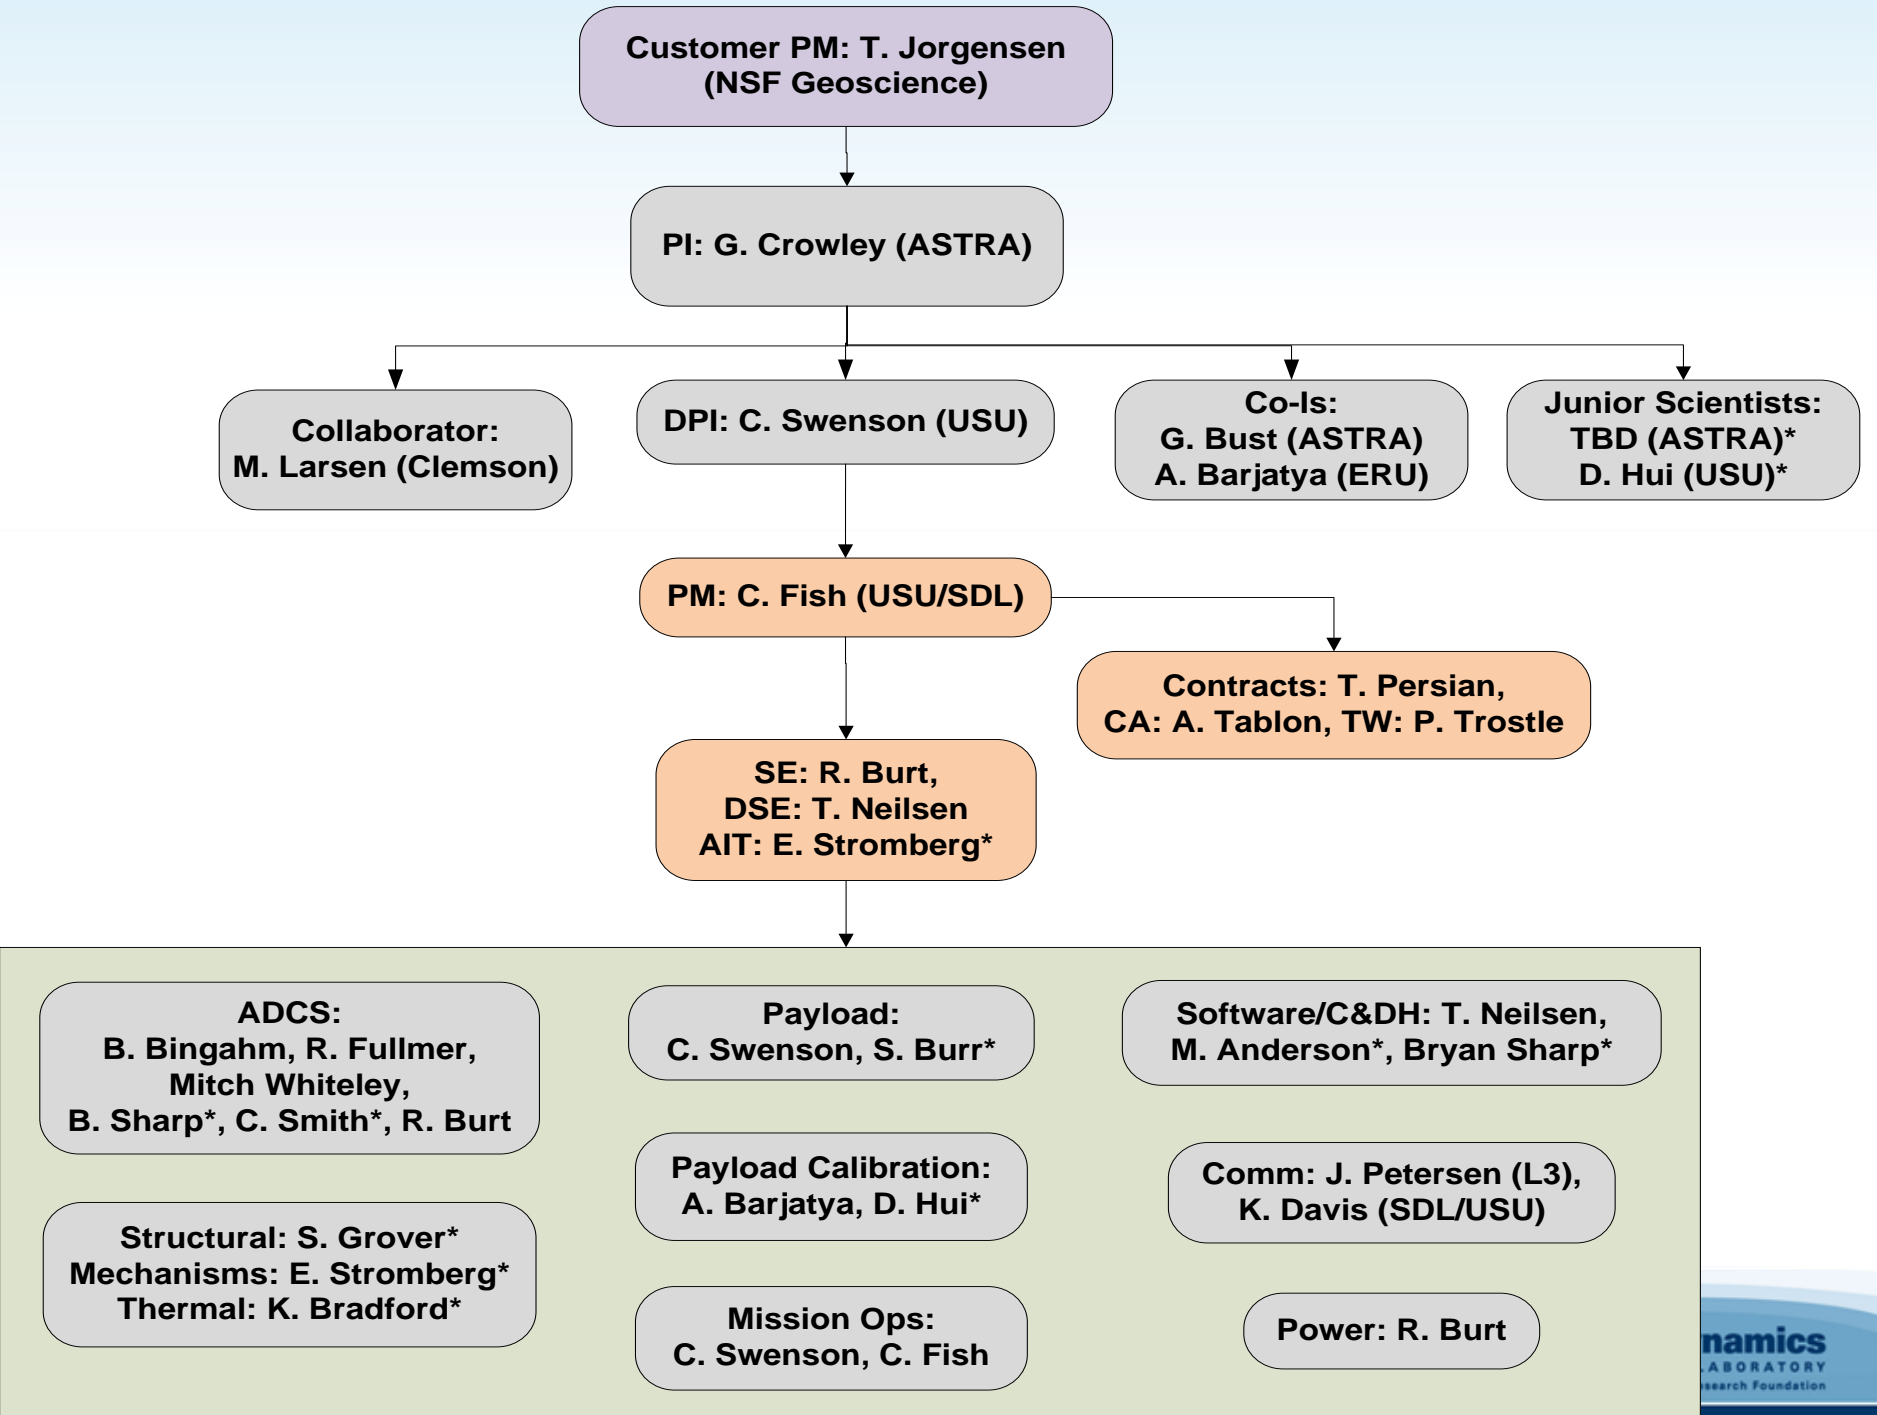 Customer PM: T. Jorgensen
(NSF Geoscience)
PI: G. Crowley (ASTRA)
Collaborator:
M. Larsen (Clemson)
DPI: C. Swenson (USU)
Co-Is:
G. Bust (ASTRA)
A. Barjatya (ERU)
Junior Scientists:
TBD (ASTRA)*
D. Hui (USU)*
PM: C. Fish (USU/SDL)
Contracts: T. Persian,
CA: A. Tablon, TW: P. Trostle
SE: R. Burt,
DSE: T. Neilsen
AIT: E. Stromberg*
ADCS:
B. Bingahm, R. Fullmer,
Mitch Whiteley,
B. Sharp*, C. Smith*, R. Burt
Structural: S. Grover*
Mechanisms: E. Stromberg*
Thermal: K. Bradford*
Payload:
C. Swenson, S. Burr*
Payload Calibration:
A. Barjatya, D. Hui*
Mission Ops:
C. Swenson, C. Fish
Software/C&DH: T. Neilsen,
M. Anderson*, Bryan Sharp*
Comm: J. Petersen (L3),
K. Davis (SDL/USU)
Power: R. Burt
Foundation